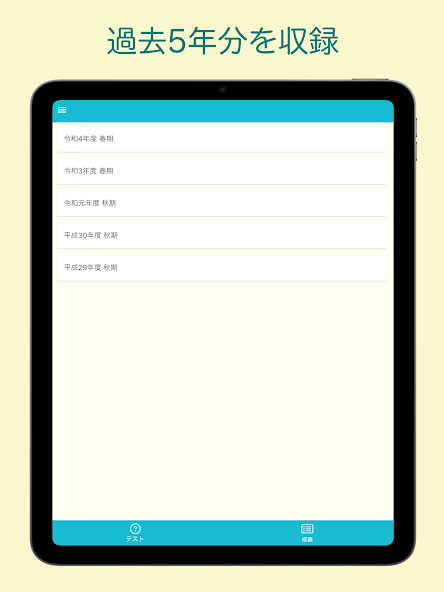 過去5年分を収録
令和4年度 春期
令和3年度 春期
令和元年度 秋期
平成30年度 秋期
平成29年度 秋期
テスト
成績